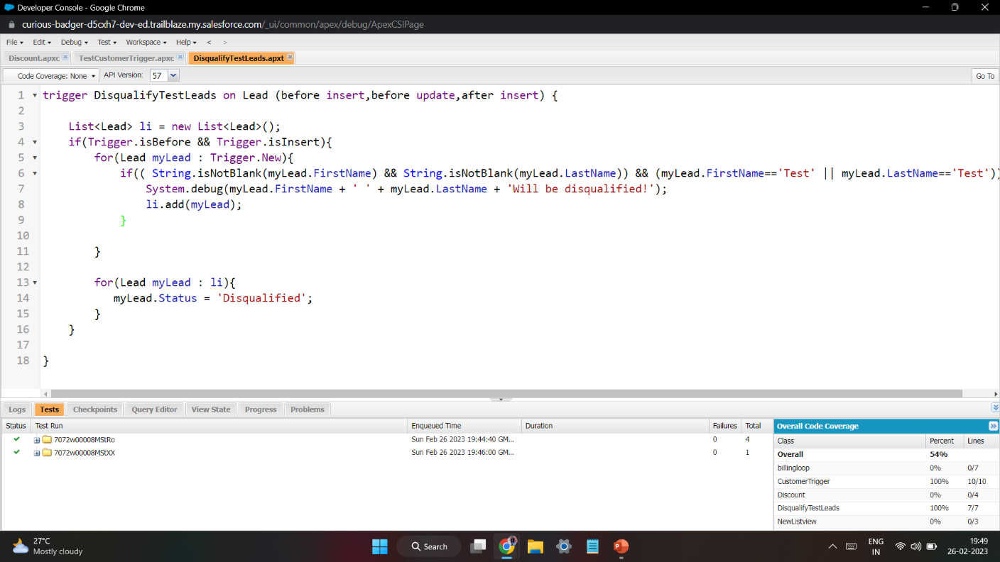 Developer Console - Google Chrome
curious-badger-d5cxh7-dev-ed.trailblaze.my.salesforce.com/_ui/common/apex/debug/ApexCSIPage
File Edit Debug Test Workspace Help < >
Discount.apxc TestCustomerTrigger.apxc DisqualifyTestLeads.apxt
Code Coverage: None API Version: 57 Go To
1 trigger DisqualifyTestLeads on Lead (before insert,before update,after insert) {
2
3 List<Lead> li = new List<Lead>();
4 if(Trigger.isBefore && Trigger.isInsert){
5 for(Lead myLead : Trigger.New){
6 if(( String.isNotBlank(myLead.FirstName) && String.isNotBlank(myLead.LastName)) && (myLead.FirstName=='Test' || myLead.LastName=='Test'))
7 System.debug(myLead.FirstName + ' ' + myLead.LastName + 'Will be disqualified!');
8 li.add(myLead);
9 }
10
11 }
12
13 for(Lead myLead : li){
14 myLead.Status = 'Disqualified';
15 }
16 }
17
18 }
Logs Tests Checkpoints Query Editor View State Progress Problems
Status Test Run Enqueued Time Duration Failures Total
7072w00008MStRo Sun Feb 26 2023 19:44:40 GM... 0 4
7072w00008MStXX Sun Feb 26 2023 19:46:00 GM... 0 1
Overall Code Coverage
Class Percent Lines
Overall 54%
billingloop 0% 0/7
CustomerTrigger 100% 10/10
Discount 0% 0/4
DisqualifyTestLeads 100% 7/7
NewListview 0% 0/3
27°C
Mostly cloudy
Search
ENG
IN
19:49
26-02-2023